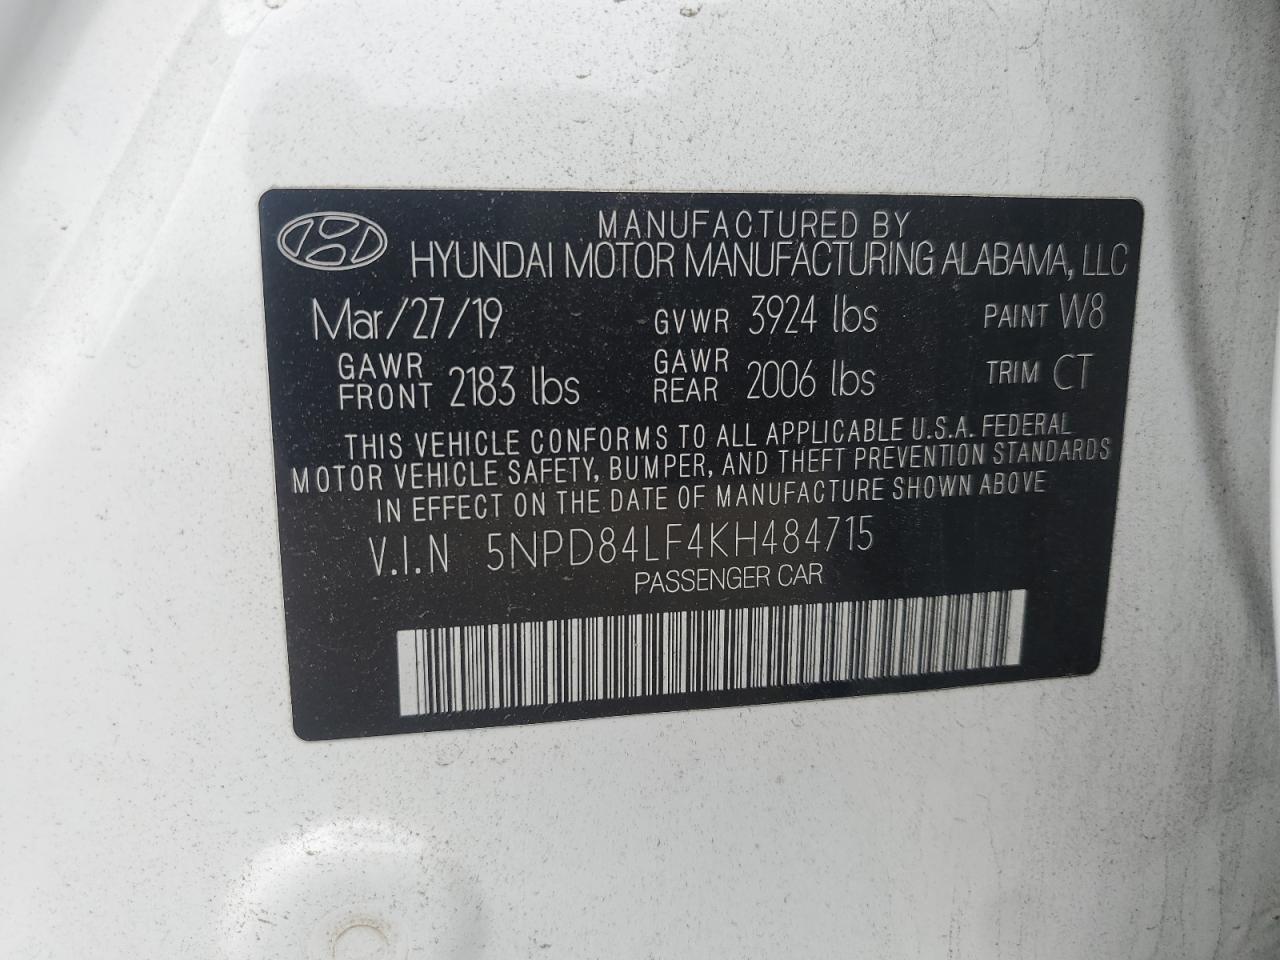 MANUFACTURED BY
HYUNDAI MOTOR MANUFACTURING ALABAMA, LLC
Mar/27/19 GVWR 3924 lbs PAINT W8
GAWR FRONT 2183 lbs GAWR REAR 2006 lbs TRIM CT
THIS VEHICLE CONFORMS TO ALL APPLICABLE U.S.A. FEDERAL
MOTOR VEHICLE SAFETY, BUMPER, AND THEFT PREVENTION STANDARDS
IN EFFECT ON THE DATE OF MANUFACTURE SHOWN ABOVE
V.I.N 5NPD84LF4KH484715
PASSENGER CAR